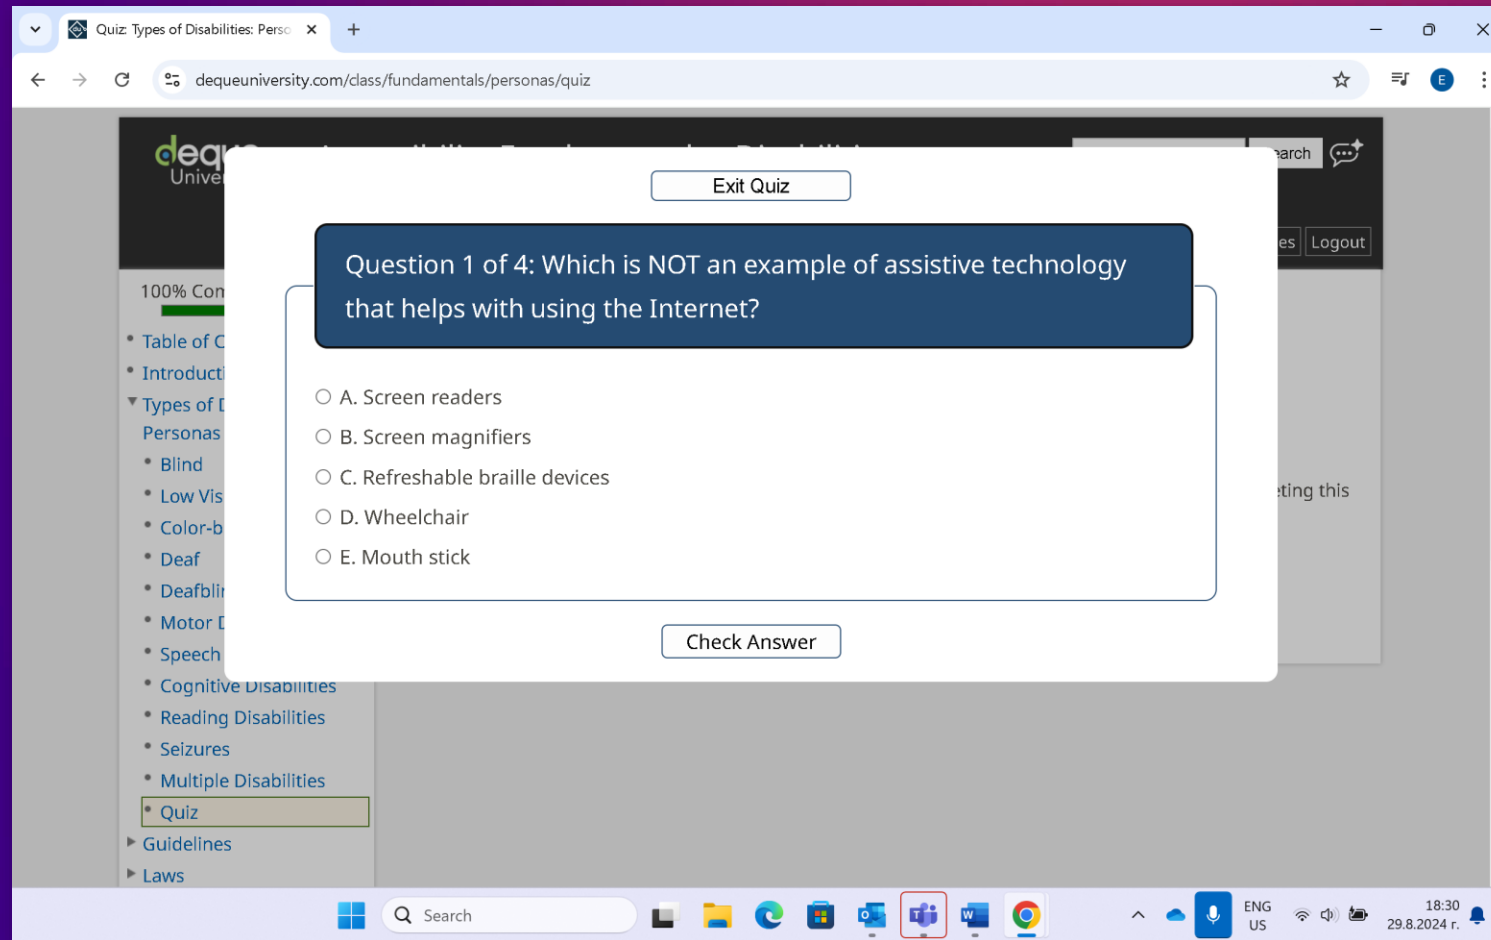 Quiz: Types of Disabilities: Perso
dequeuniversity.com/class/fundamentals/personas/quiz
E
Exit Quiz
Question 1 of 4: Which is NOT an example of assistive technology
that helps with using the Internet?
A. Screen readers
B. Screen magnifiers
C. Refreshable braille devices
D. Wheelchair
E. Mouth stick
Check Answer
Logout
100% Com
Table of C
Introducti
Types of D
Personas
Blind
Low Vis
Color-b
Deaf
Deafblin
Motor D
Speech
Cognitive Disabilities
Reading Disabilities
Seizures
Multiple Disabilities
Quiz
Guidelines
Laws
eting this
Search
ENG
US
18:30
29.8.2024 г.